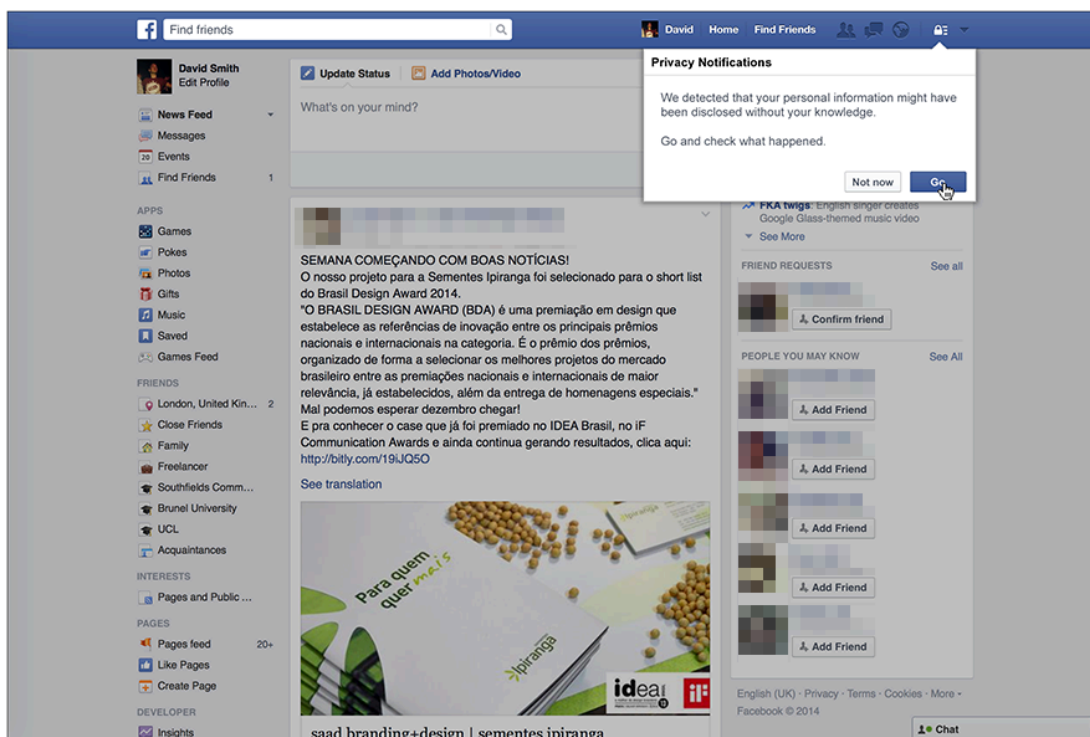 Find friends
David Home Find Friends
Privacy Notifications
We detected that your personal information might have
been disclosed without your knowledge.
Go and check what happened.
Not now Go
David Smith
Edit Profile
News Feed
Messages
20 Events
Find Friends 1
APPS
Games
Pokes
Photos
Gifts
Music
Saved
Games Feed
FRIENDS
London, United Kin... 2
Close Friends
Family
Freelancer
Southfields Comm...
Brunel University
UCL
Acquaintances
INTERESTS
Pages and Public ...
PAGES
Pages feed 20+
Like Pages
Create Page
DEVELOPER
Insights
Update Status Add Photos/Video
What's on your mind?
SEMANA COMEÇANDO COM BOAS NOTÍCIAS!
O nosso projeto para a Sementes Ipiranga foi selecionado para o short list
do Brasil Design Award 2014.
"O BRASIL DESIGN AWARD (BDA) é uma premiação em design que
estabelece as referências de inovação entre os principais prêmios
nacionais e internacionais na categoria. É o prêmio dos prêmios,
organizado de forma a selecionar os melhores projetos do mercado
brasileiro entre as premiações nacionais e internacionais de maior
relevância, já estabelecidos, além da entrega de homenagens especiais."
Mal podemos esperar dezembro chegar!
E pra conhecer o case que já foi premiado no IDEA Brasil, no iF
Communication Awards e ainda continua gerando resultados, clica aqui:
http://bitly.com/19iJQ5O
See translation
Para quem
quer mais
Ipiranga
Ipiranga
idea
iF
saad branding+design | sementes ipiranga
FKA twigs: English singer creates
Google Glass-themed music video
See More
FRIEND REQUESTS See all
Confirm friend
PEOPLE YOU MAY KNOW See All
Add Friend
Add Friend
Add Friend
Add Friend
Add Friend
English (UK) · Privacy · Terms · Cookies · More
Facebook © 2014
Chat